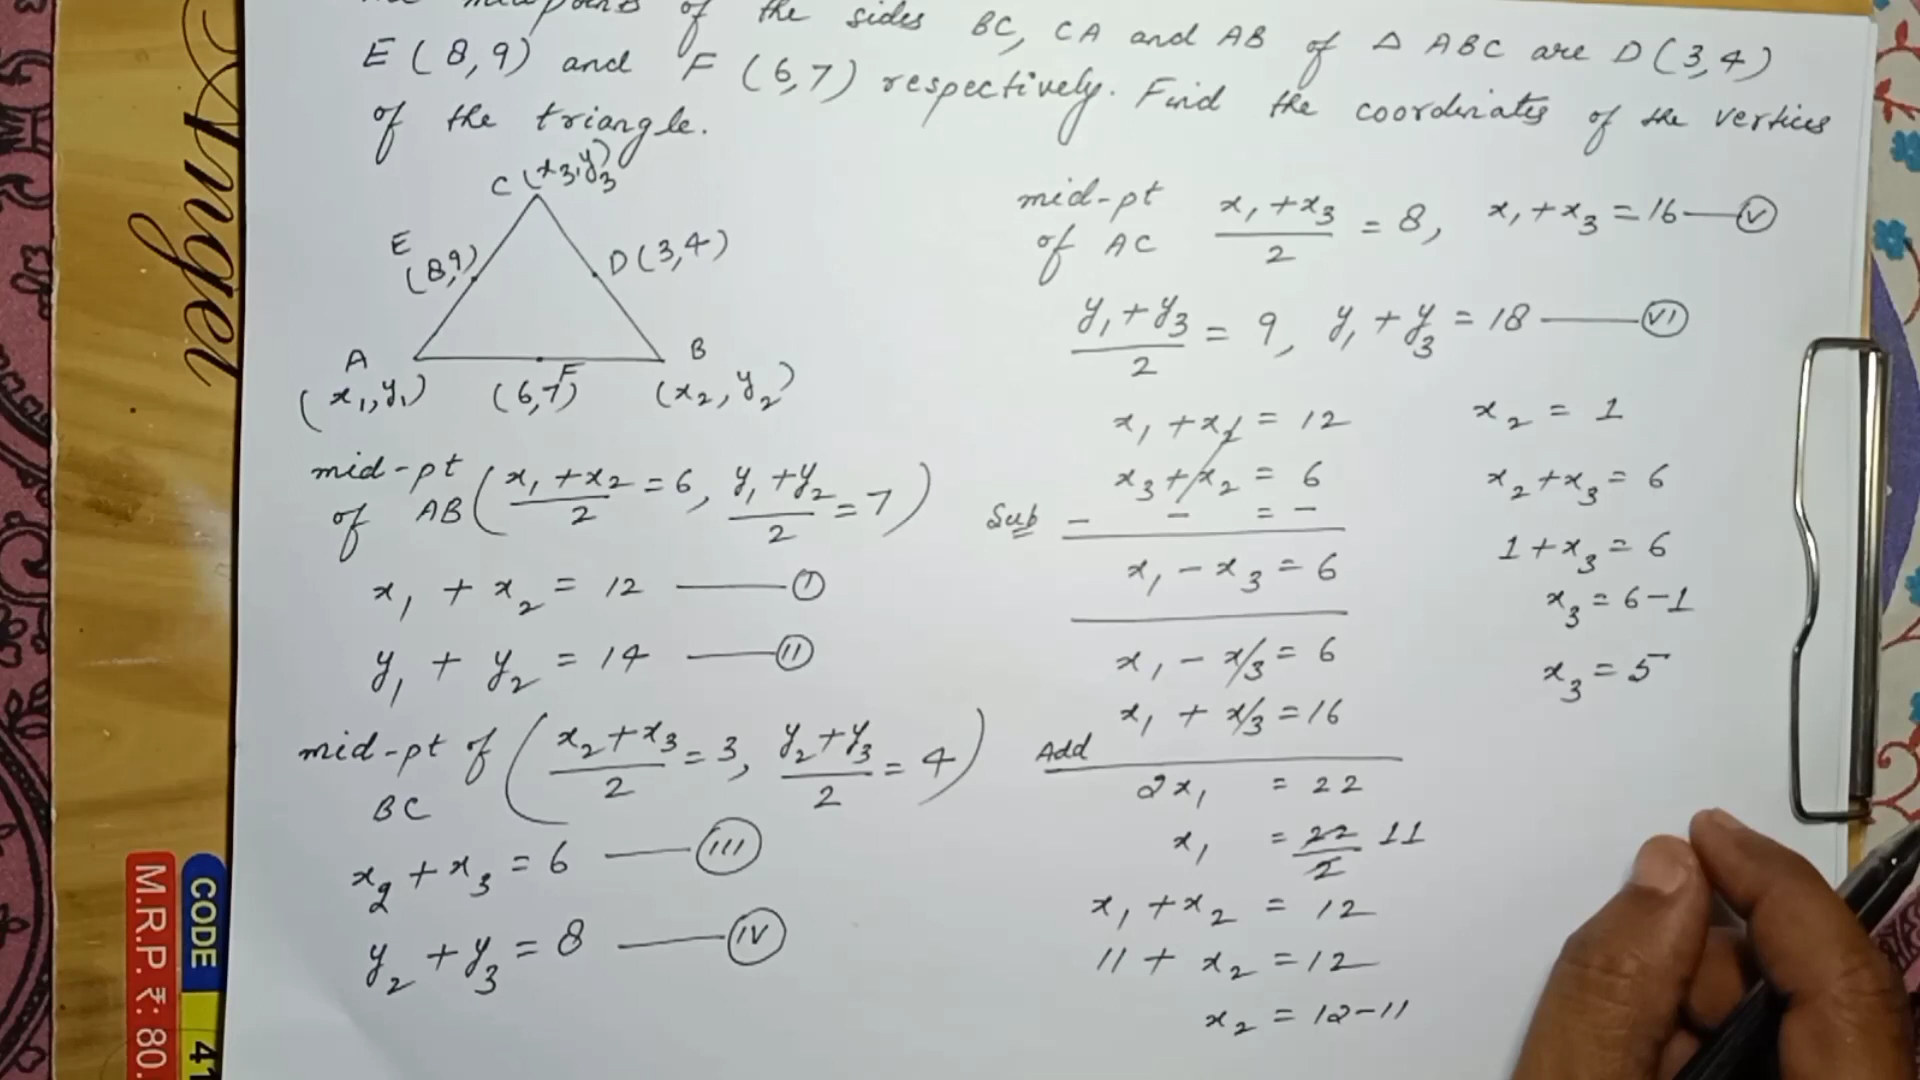 the midpoints of the sides BC, CA and AB of △ ABC are D(3,4)
E (8,9) and F (6,7) respectively. Find the coordinates of the vertices
of the triangle.
C (x3,y3)
E
(8,9)
D(3,4)
A
B
(x1,y1)
F
(6,7)
(x2,y2)
mid-pt of AB ( (x1+x2)/2 = 6, (y1+y2)/2 = 7 )
x1 + x2 = 12 —— (I)
y1 + y2 = 14 —— (II)
mid-pt of BC ( (x2+x3)/2 = 3, (y2+y3)/2 = 4 )
x2 + x3 = 6 —— (III)
y2 + y3 = 8 —— (IV)
mid-pt of AC (x1+x3)/2 = 8, x1+x3 = 16 —— (V)
(y1+y3)/2 = 9, y1+y3 = 18 —— (VI)
x1 + x2 = 12
x3 + x2 = 6
Sub - - = -
x1 - x3 = 6
x1 - x3 = 6
x1 + x3 = 16
Add
2x1 = 22
x1 = 22/2 11
x1 + x2 = 12
11 + x2 = 12
x2 = 12-11
x2 = 1
x2+x3 = 6
1+x3 = 6
x3 = 6-1
x3 = 5
Angel
CODE
M.R.P. ₹: 80.